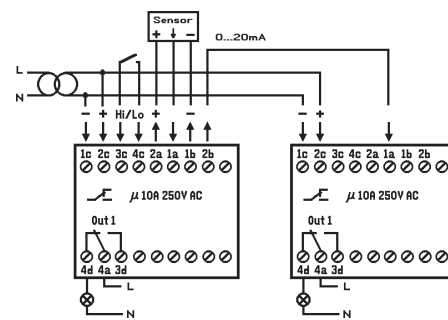 Sensor
+ ↓ −
0...20mA
L
N
− + Hi/Lo + −
− +
1c 2c 3c 4c 2a 1a 1b 2b
1c 2c 3c 4c 2a 1a 1b 2b
μ 10A 250V AC
μ 10A 250V AC
Out 1
Out 1
4d 4a 3d
4d 4a 3d
L
L
N
N